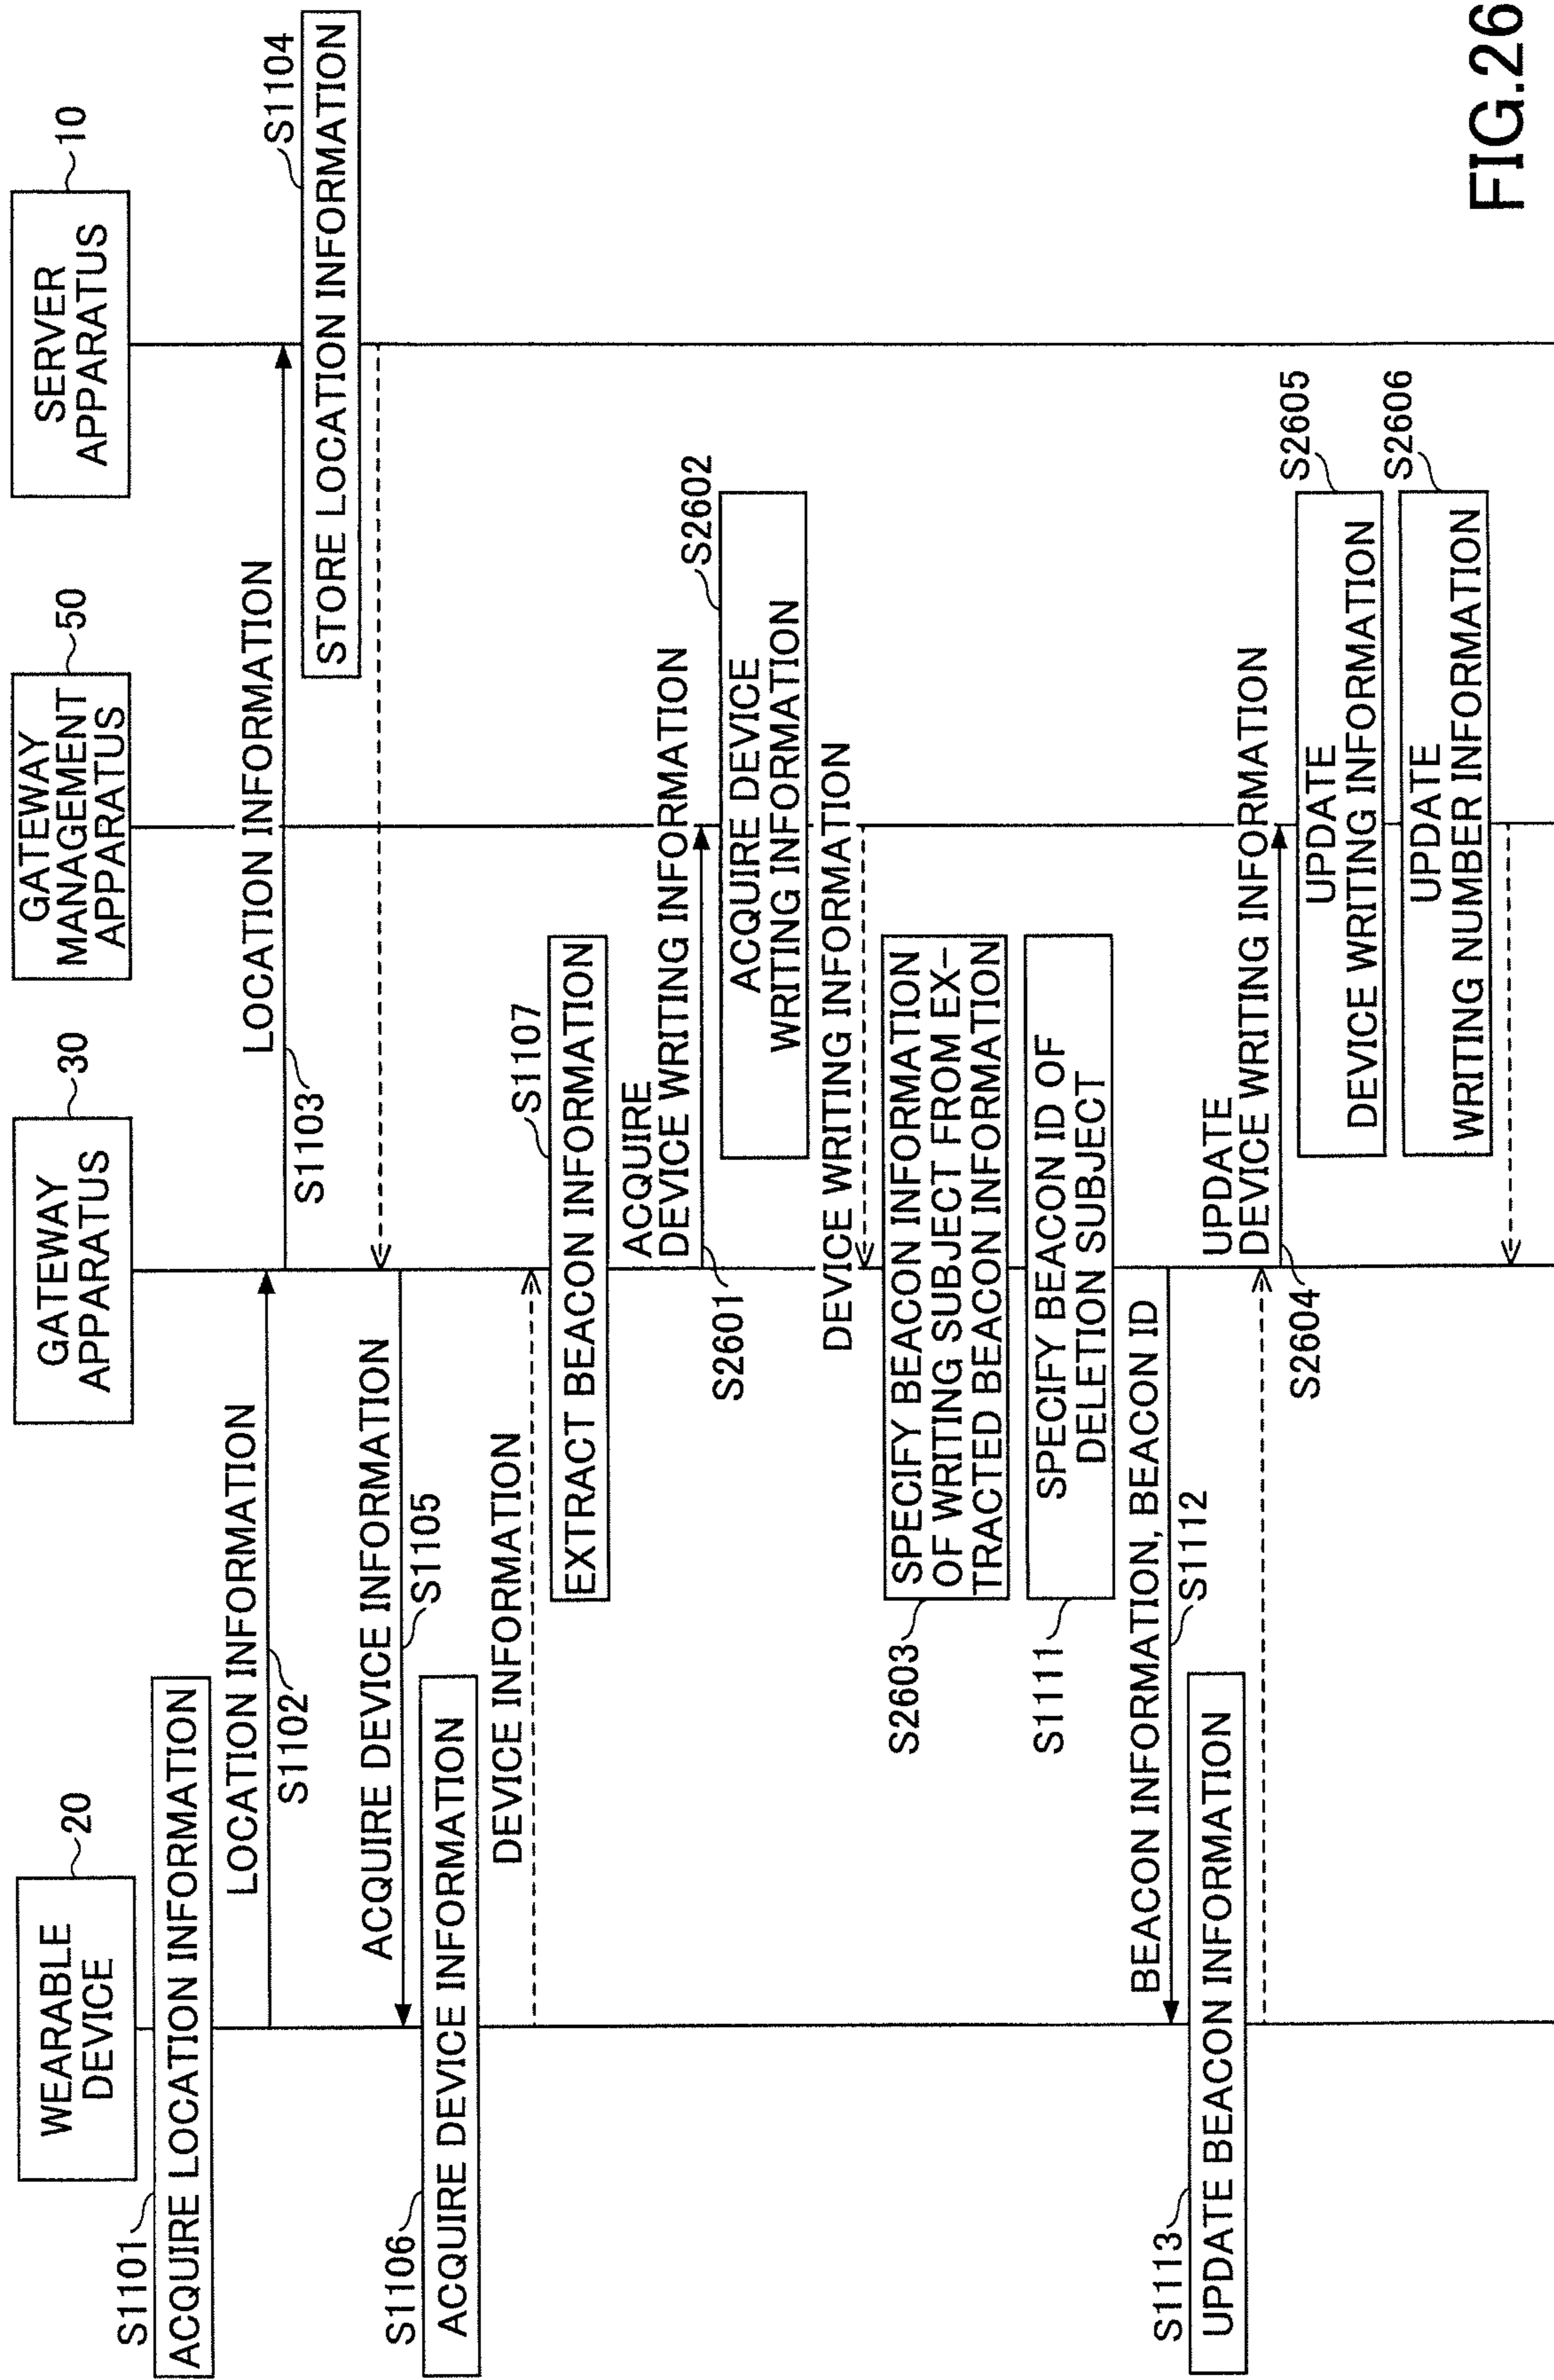 WEARABLE
DEVICE
20
GATEWAY
APPARATUS
30
GATEWAY
MANAGEMENT
APPARATUS
50
SERVER
APPARATUS
10
S1101
ACQUIRE LOCATION INFORMATION
LOCATION INFORMATION
S1102
LOCATION INFORMATION
S1103
S1104
STORE LOCATION INFORMATION
ACQUIRE DEVICE INFORMATION
S1105
S1106
ACQUIRE DEVICE INFORMATION
DEVICE INFORMATION
S1107
EXTRACT BEACON INFORMATION
ACQUIRE
DEVICE WRITING INFORMATION
S2601
S2602
ACQUIRE DEVICE
WRITING INFORMATION
DEVICE WRITING INFORMATION
S2603
SPECIFY BEACON INFORMATION
OF WRITING SUBJECT FROM EX-
TRACTED BEACON INFORMATION
S1111
SPECIFY BEACON ID OF
DELETION SUBJECT
BEACON INFORMATION, BEACON ID
S1112
S1113
UPDATE BEACON INFORMATION
UPDATE
DEVICE WRITING INFORMATION
S2604
S2605
UPDATE
DEVICE WRITING INFORMATION
S2606
UPDATE
WRITING NUMBER INFORMATION
FIG.26